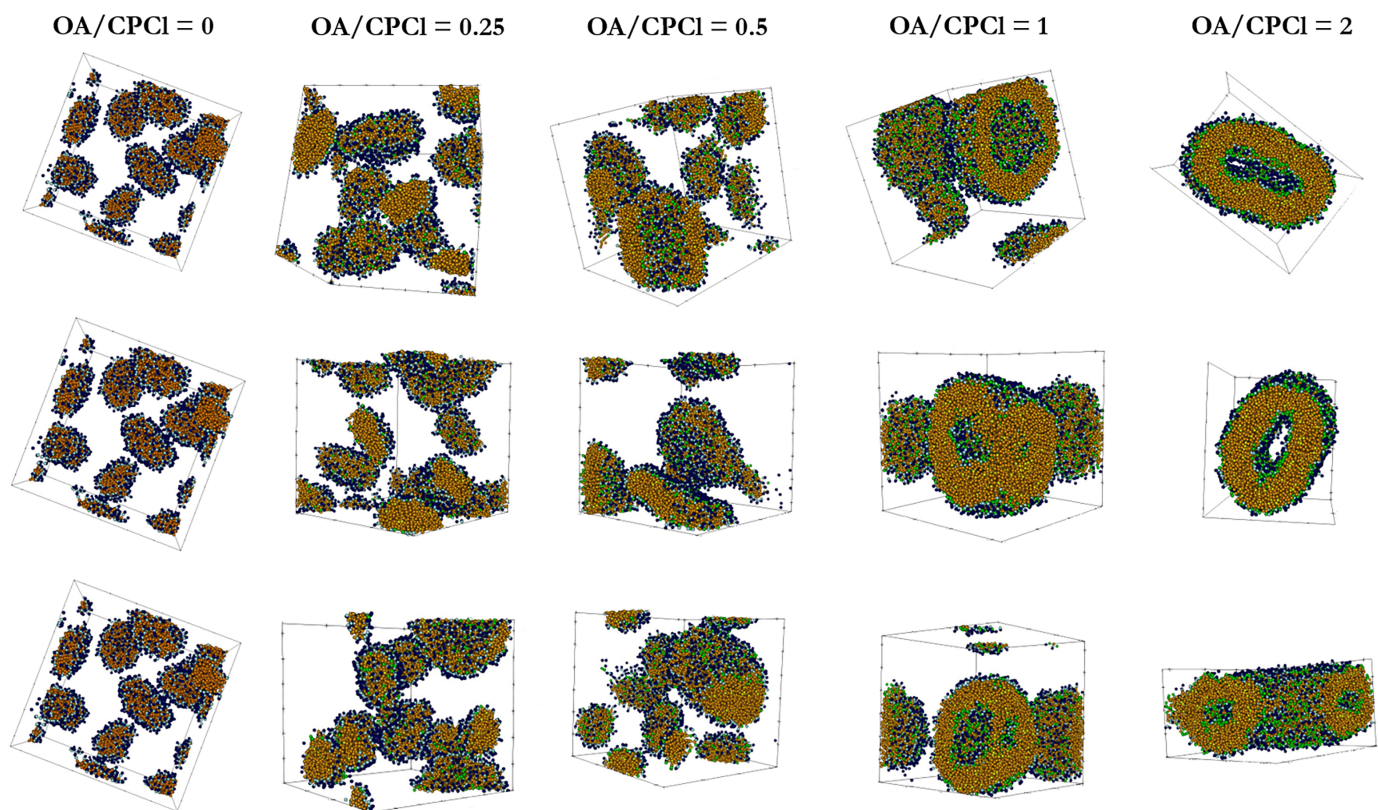 OA/CPCl = 0
OA/CPCl = 0.25
OA/CPCl = 0.5
OA/CPCl = 1
OA/CPCl = 2